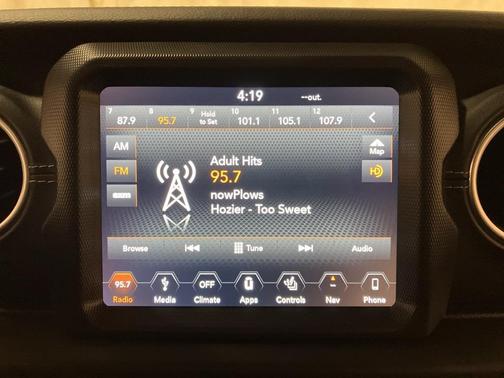 4:19 --out.
7 8 10 11 12
87.9 95.7 Hold to Set 101.1 105.1 107.9
AM
Map
Adult Hits
FM
95.7
HD
nowPlows
SXM
Hozier - Too Sweet
Browse Tune Audio
95.7 OFF
Radio Media Climate Apps Controls Nav Phone